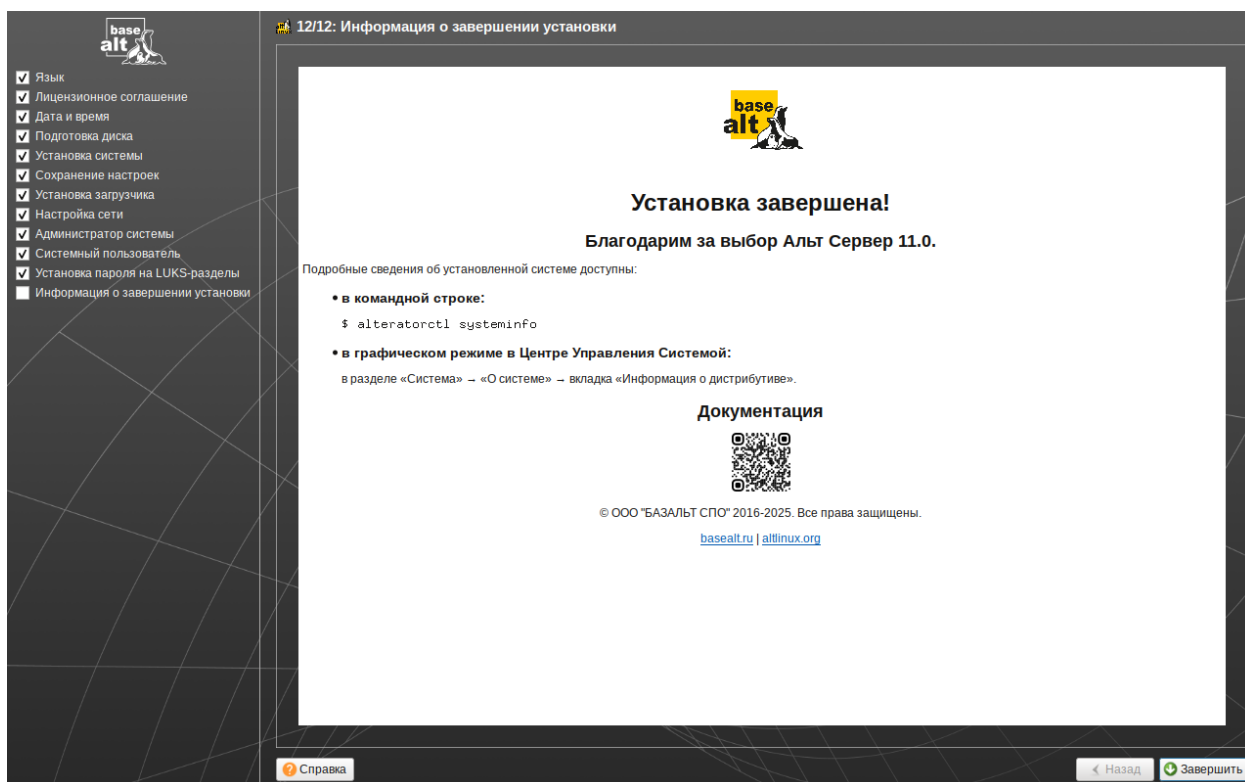 base
alt
Язык
Лицензионное соглашение
Дата и время
Подготовка диска
Установка системы
Сохранение настроек
Установка загрузчика
Настройка сети
Администратор системы
Системный пользователь
Установка пароля на LUKS-разделы
Информация о завершении установки
12/12: Информация о завершении установки
base
alt
Установка завершена!
Благодарим за выбор Альт Сервер 11.0.
Подробные сведения об установленной системе доступны:
• в командной строке:
$ alteratorctl systeminfo
• в графическом режиме в Центре Управления Системой:
в разделе «Система» → «О системе» → вкладка «Информация о дистрибутиве».
Документация
© ООО "БАЗАЛЬТ СПО" 2016-2025. Все права защищены.
basealt.ru | altlinux.org
Справка
Назад
Завершить